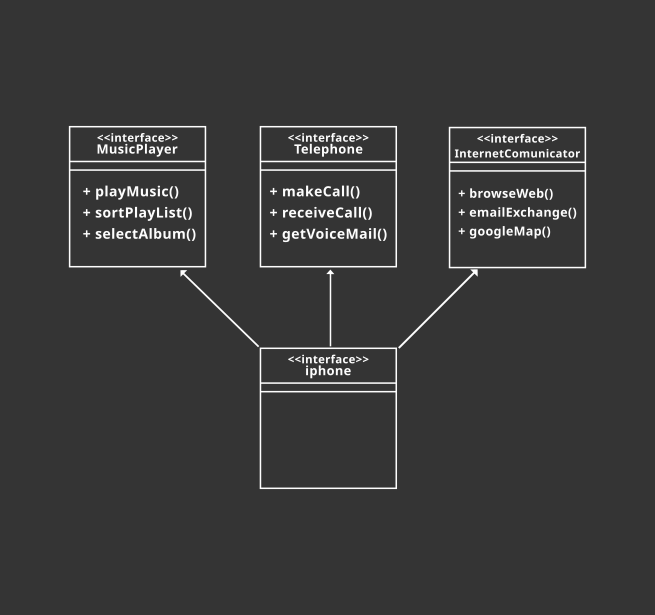 <<interface>>
MusicPlayer
+ playMusic()
+ sortPlayList()
+ selectAlbum()
<<interface>>
Telephone
+ makeCall()
+ receiveCall()
+ getVoiceMail()
<<interface>>
InternetComunicator
+ browseWeb()
+ emailExchange()
+ googleMap()
<<interface>>
iphone